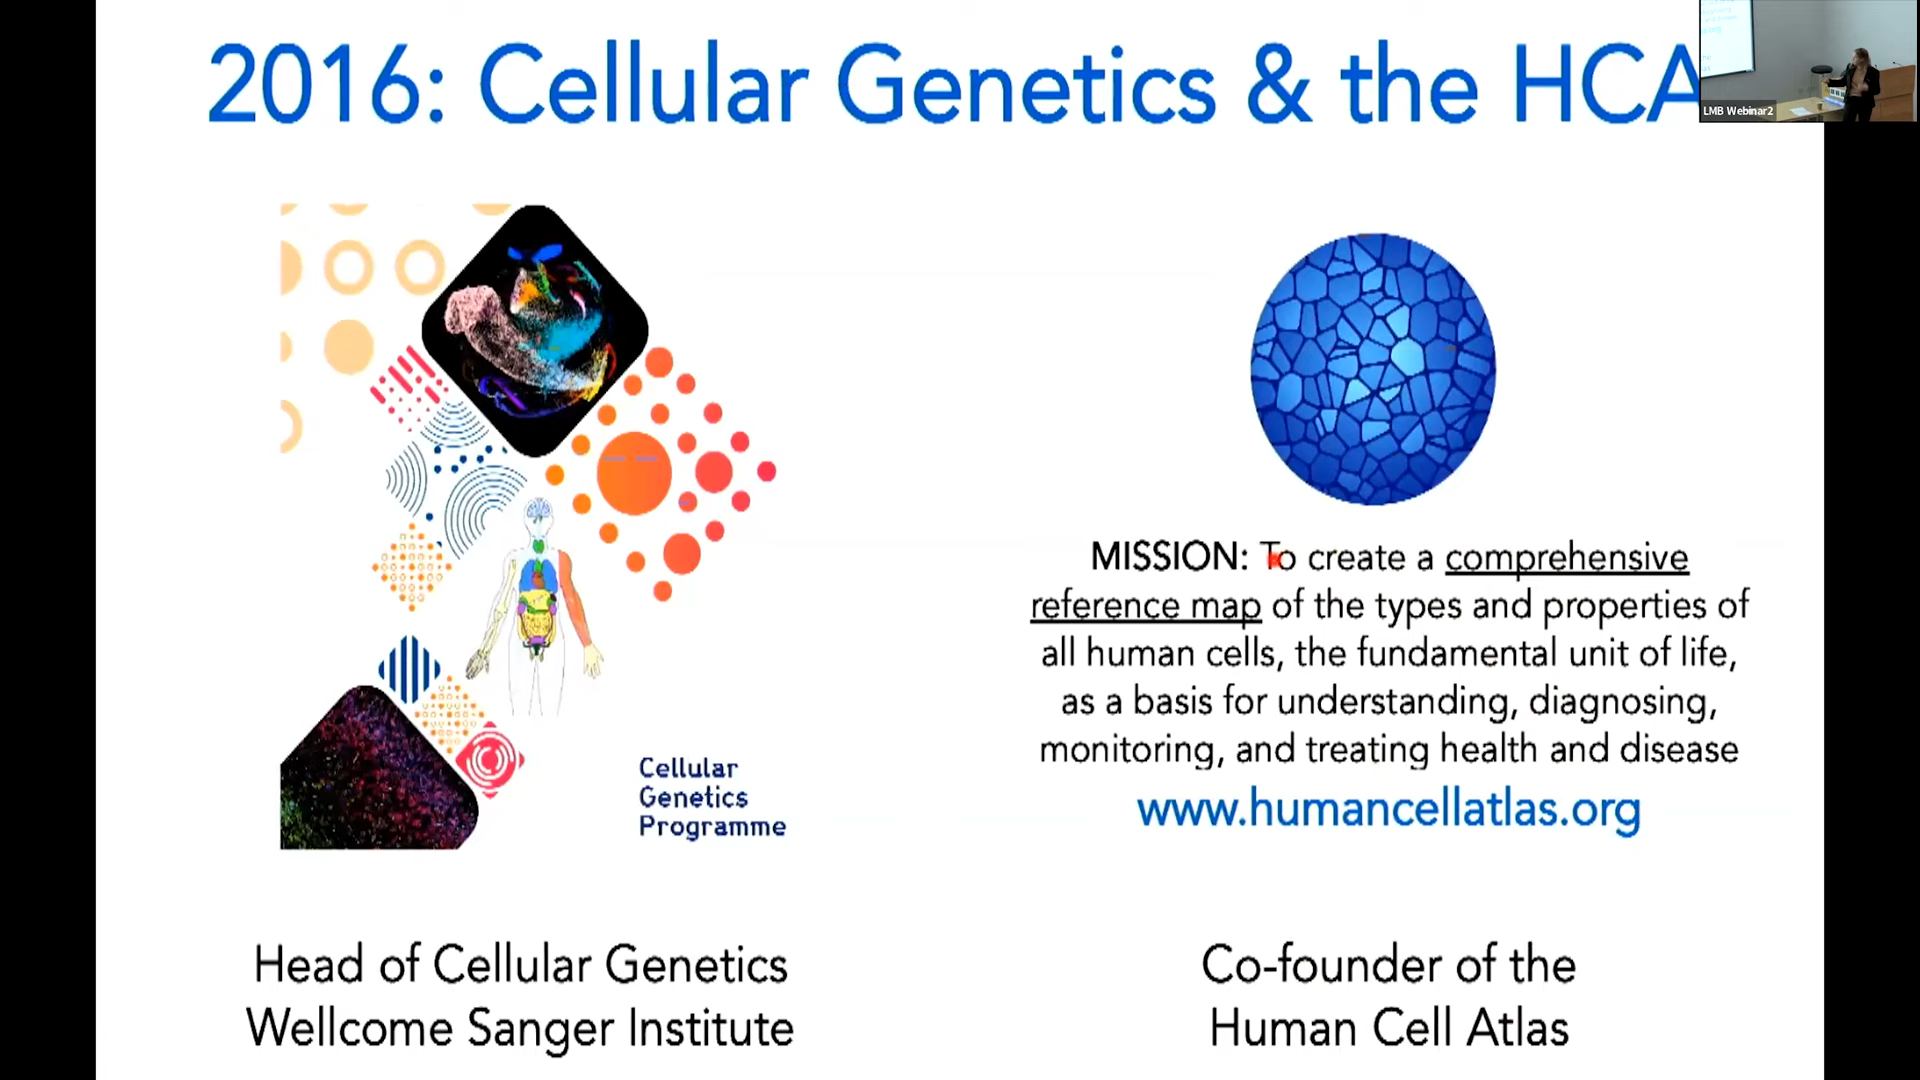 2016: Cellular Genetics & the HCA
LMB Webinar2
MISSION: To create a comprehensive
reference map of the types and properties of
all human cells, the fundamental unit of life,
as a basis for understanding, diagnosing,
monitoring, and treating health and disease
www.humancellatlas.org
Cellular
Genetics
Programme
Head of Cellular Genetics
Wellcome Sanger Institute
Co-founder of the
Human Cell Atlas